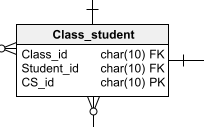 Class_student
Class_id char(10) FK
Student_id char(10) FK
CS_id char(10) PK